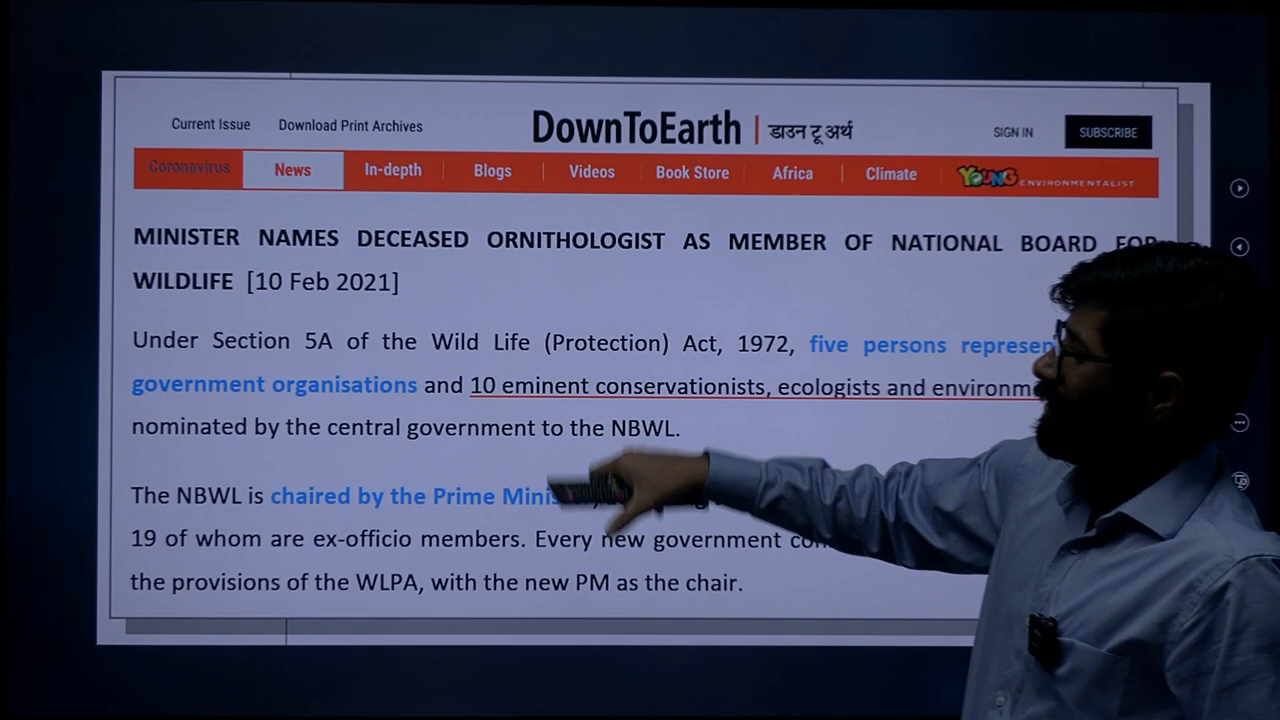 Current Issue Download Print Archives DownToEarth | डाउन टू अर्थ SIGN IN SUBSCRIBE
Coronavirus News In-depth Blogs Videos Book Store Africa Climate YOUNG ENVIRONMENTALIST
MINISTER NAMES DECEASED ORNITHOLOGIST AS MEMBER OF NATIONAL BOARD FOR
WILDLIFE [10 Feb 2021]
Under Section 5A of the Wild Life (Protection) Act, 1972, five persons
government organisations and 10 eminent conservationists, ecologists and
nominated by the central government to the NBWL.
The NBWL is chaired by the Prime
19 of whom are ex-officio members. Every new government
the provisions of the WLPA, with the new PM as the chair.